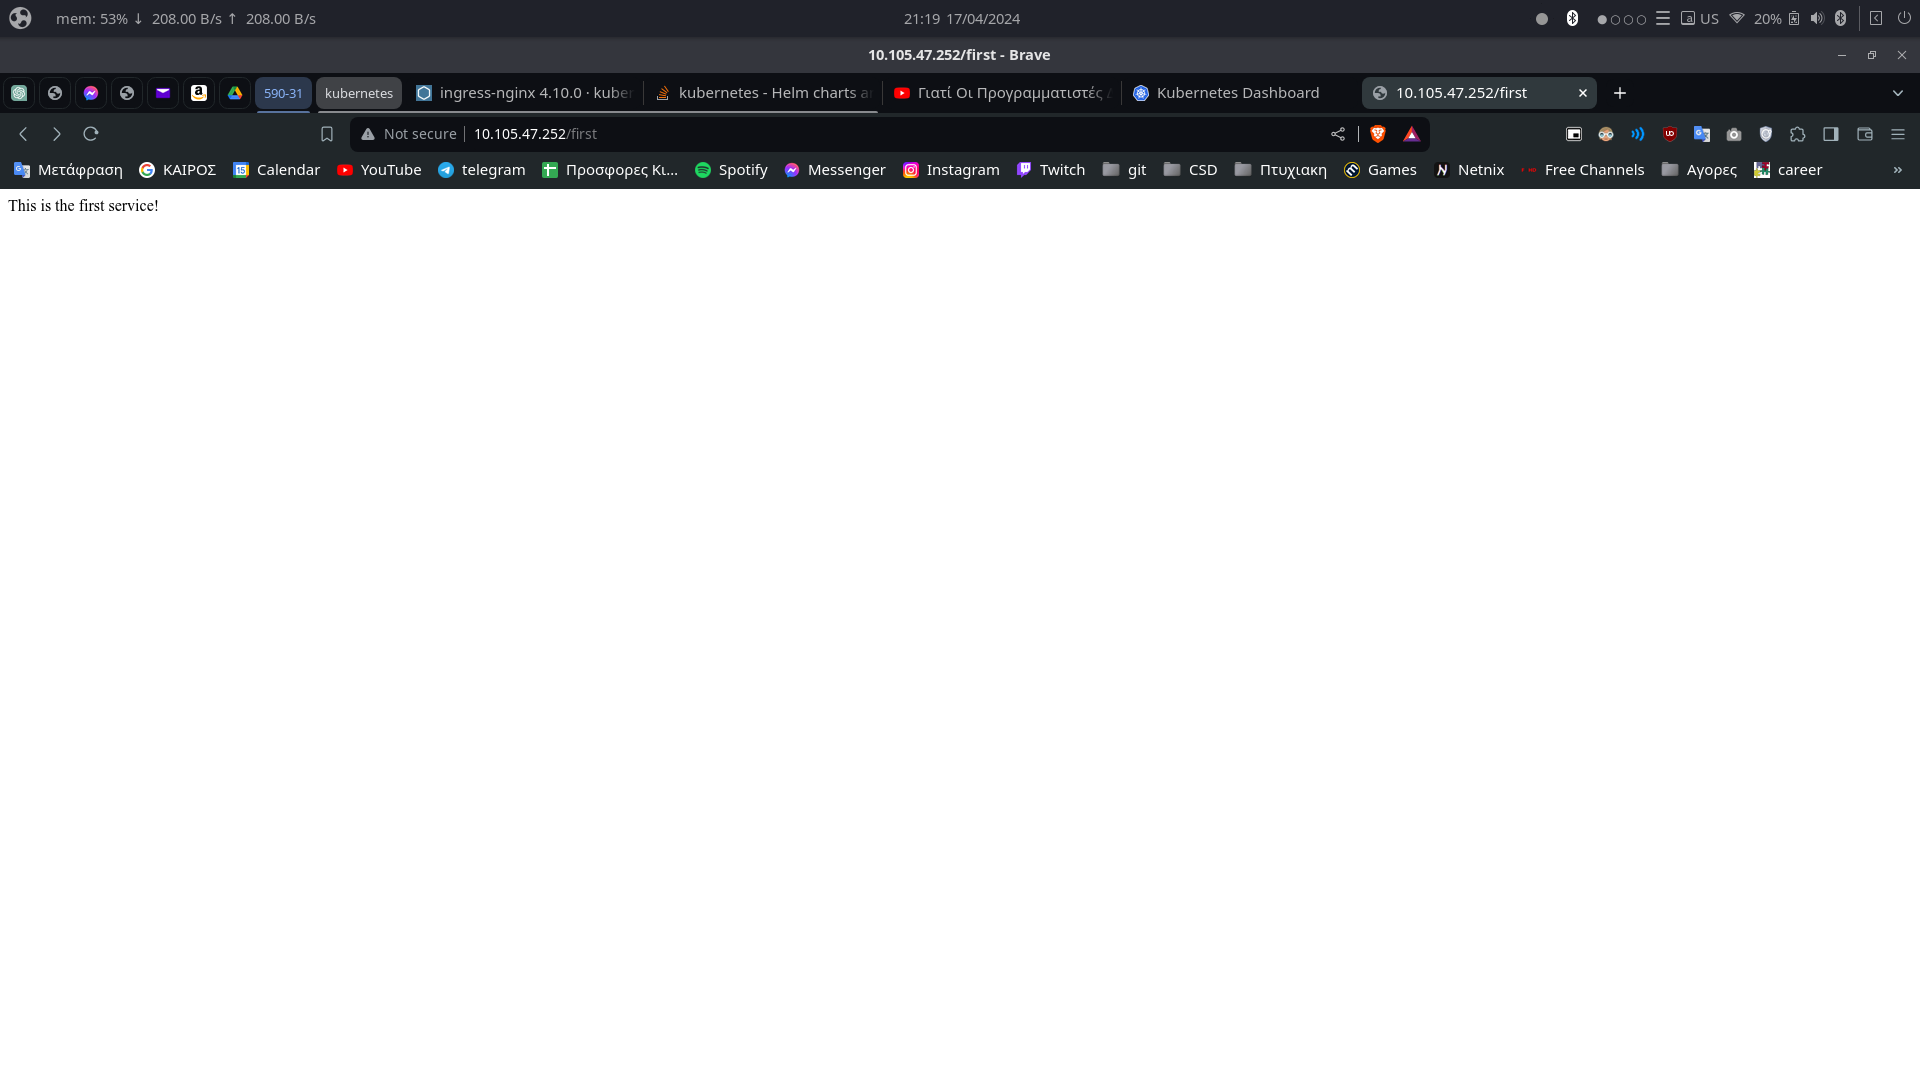 mem: 53% ↓ 208.00 B/s ↑ 208.00 B/s
21:19 17/04/2024
US
20%
10.105.47.252/first - Brave
590-31
kubernetes
ingress-nginx 4.10.0 · kuber
kubernetes - Helm charts a
Γιατί Οι Προγραμματιστές
Kubernetes Dashboard
10.105.47.252/first
Not secure
10.105.47.252/first
Μετάφραση
ΚΑΙΡΟΣ
Calendar
YouTube
telegram
Προσφορες Κι...
Spotify
Messenger
Instagram
Twitch
git
CSD
Πτυχιακη
Games
Netnix
Free Channels
Αγορες
career
»
This is the first service!